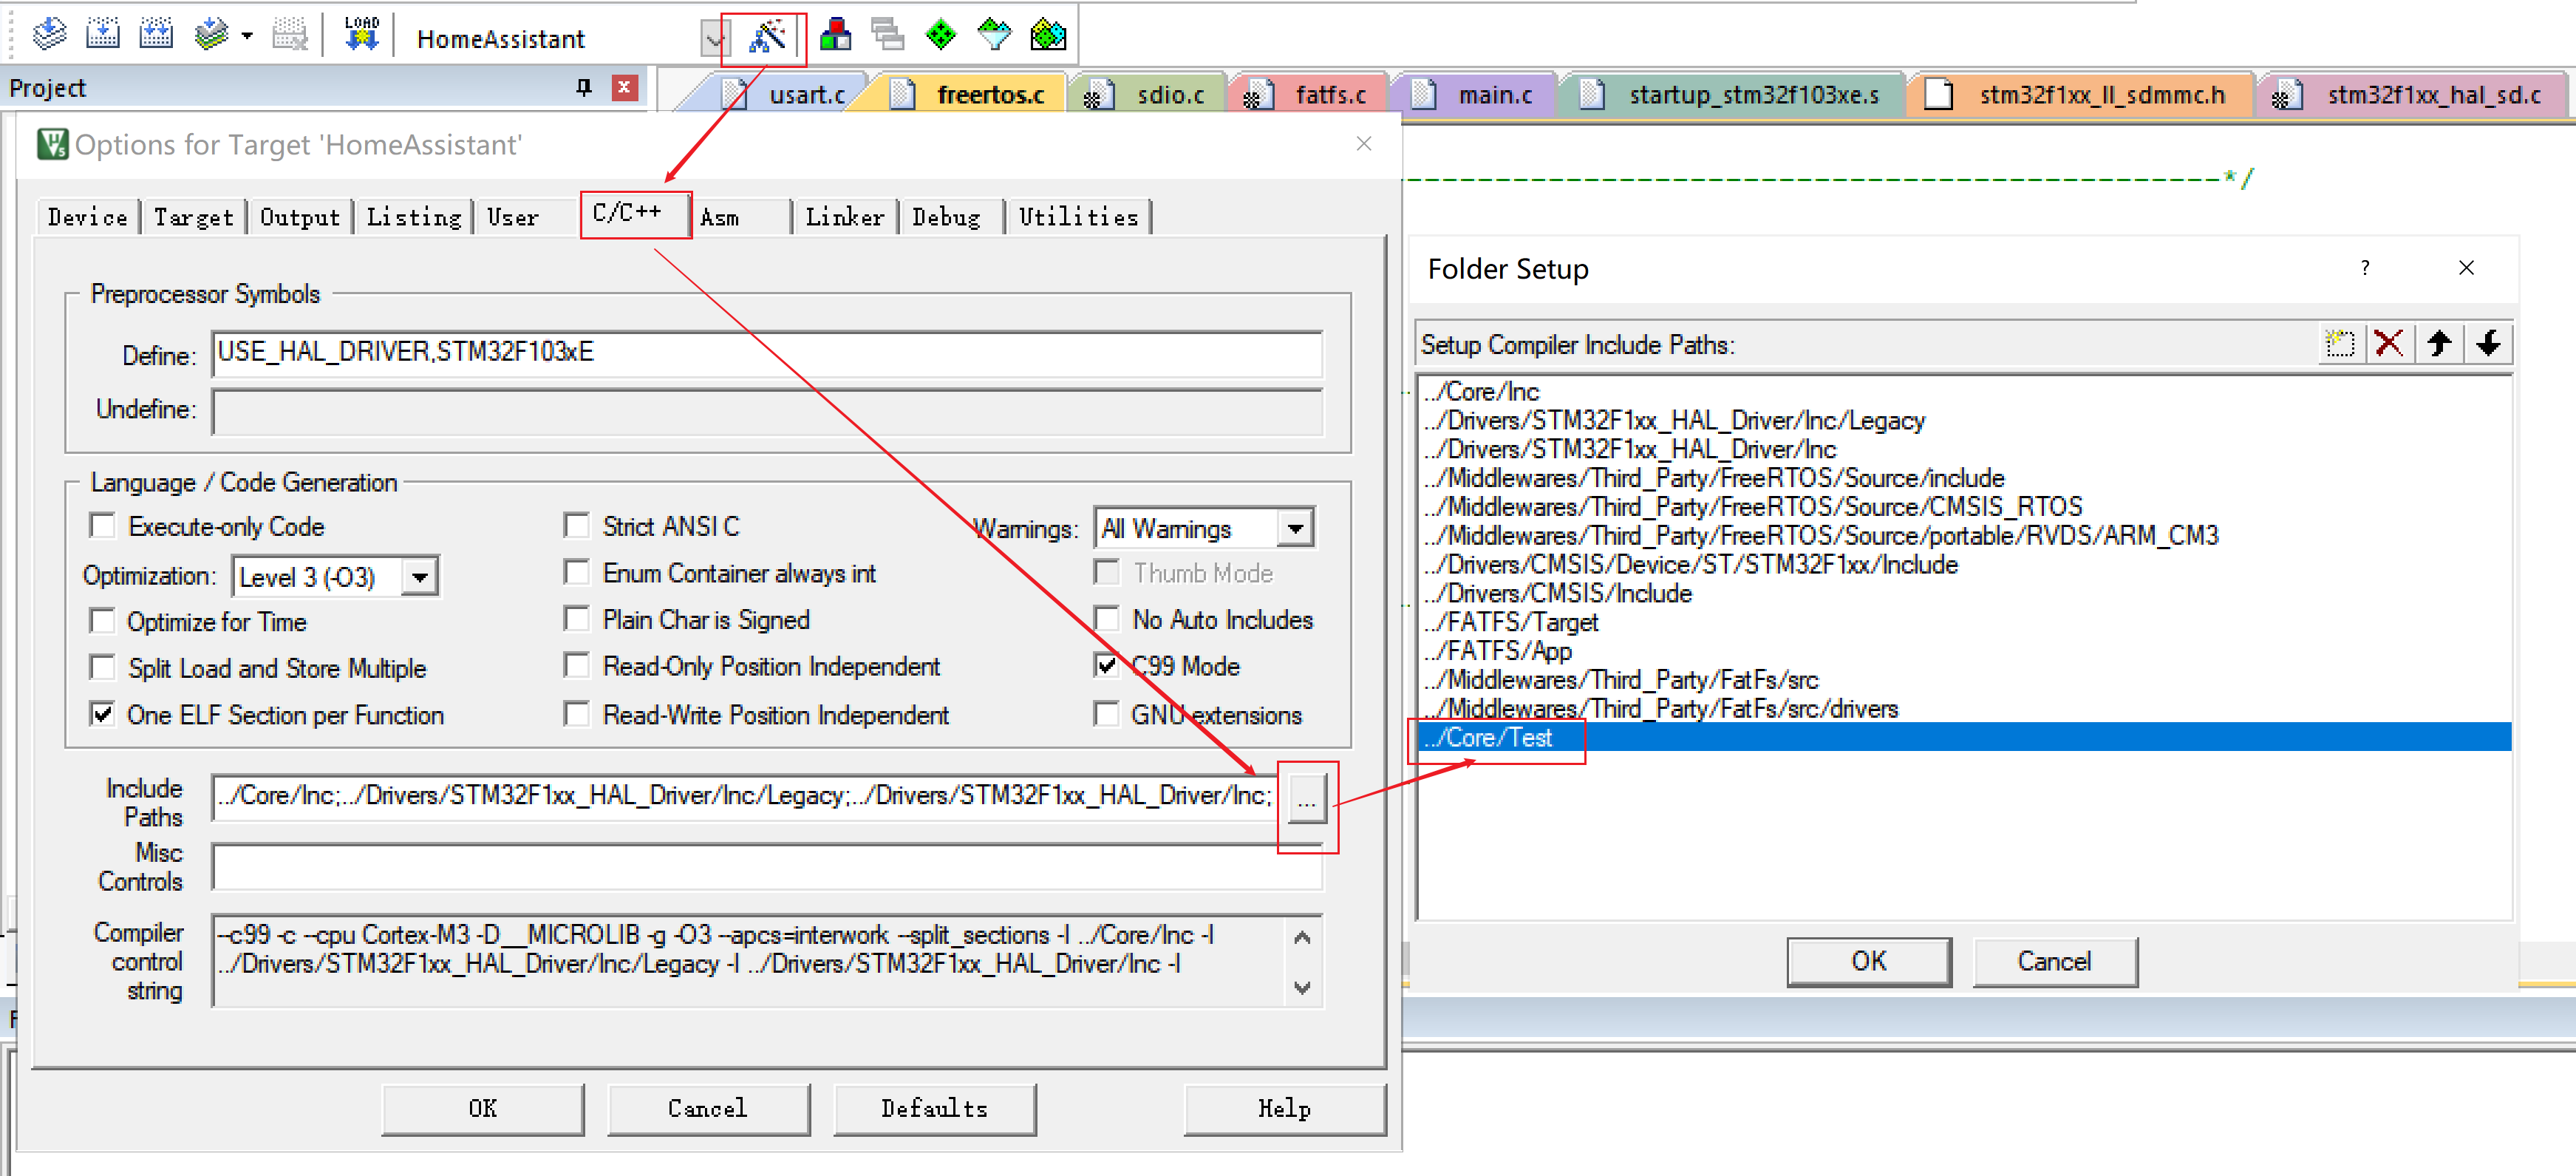 LOAD
HomeAssistant
Project
usart.c
freertos.c
sdio.c
fatfs.c
main.c
startup_stm32f103xe.s
stm32f1xx_ll_sdmmc.h
stm32f1xx_hal_sd.c
Options for Target 'HomeAssistant'
Device
Target
Output
Listing
User
C/C++
Asm
Linker
Debug
Utilities
Preprocessor Symbols
Define:
USE_HAL_DRIVER,STM32F103xE
Undefine:
Language / Code Generation
Execute-only Code
Strict ANSI C
Warnings:
All Warnings
Optimization:
Level 3 (-O3)
Enum Container always int
Thumb Mode
Optimize for Time
Plain Char is Signed
No Auto Includes
Split Load and Store Multiple
Read-Only Position Independent
C99 Mode
One ELF Section per Function
Read-Write Position Independent
GNU extensions
Include
Paths
../Core/Inc;../Drivers/STM32F1xx_HAL_Driver/Inc/Legacy;../Drivers/STM32F1xx_HAL_Driver/Inc;
...
Misc
Controls
Compiler
control
string
--c99 -c --cpu Cortex-M3 -D__MICROLIB -g -O3 --apcs=interwork --split_sections -I ../Core/Inc -I
../Drivers/STM32F1xx_HAL_Driver/Inc/Legacy -I ../Drivers/STM32F1xx_HAL_Driver/Inc -I
OK
Cancel
Defaults
Help
*/
Folder Setup
?
Setup Compiler Include Paths:
../Core/Inc
../Drivers/STM32F1xx_HAL_Driver/Inc/Legacy
../Drivers/STM32F1xx_HAL_Driver/Inc
../Middlewares/Third_Party/FreeRTOS/Source/include
../Middlewares/Third_Party/FreeRTOS/Source/CMSIS_RTOS
../Middlewares/Third_Party/FreeRTOS/Source/portable/RVDS/ARM_CM3
../Drivers/CMSIS/Device/ST/STM32F1xx/Include
../Drivers/CMSIS/Include
../FATFS/Target
../FATFS/App
../Middlewares/Third_Party/FatFs/src
../Middlewares/Third_Party/FatFs/src/drivers
../Core/Test
OK
Cancel